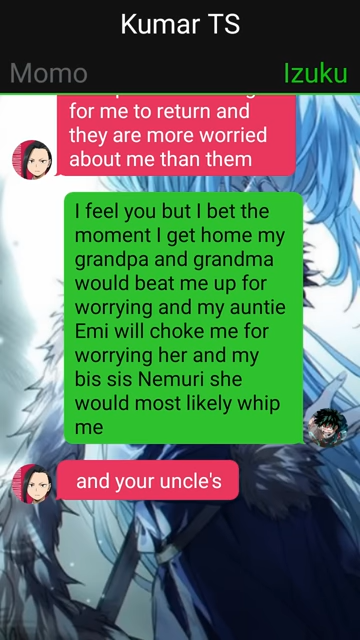 Kumar TS
Momo
Izuku
for me to return and
they are more worried
about me than them
I feel you but I bet the
moment I get home my
grandpa and grandma
would beat me up for
worrying and my auntie
Emi will choke me for
worrying her and my
bis sis Nemuri she
would most likely whip
me
and your uncle's